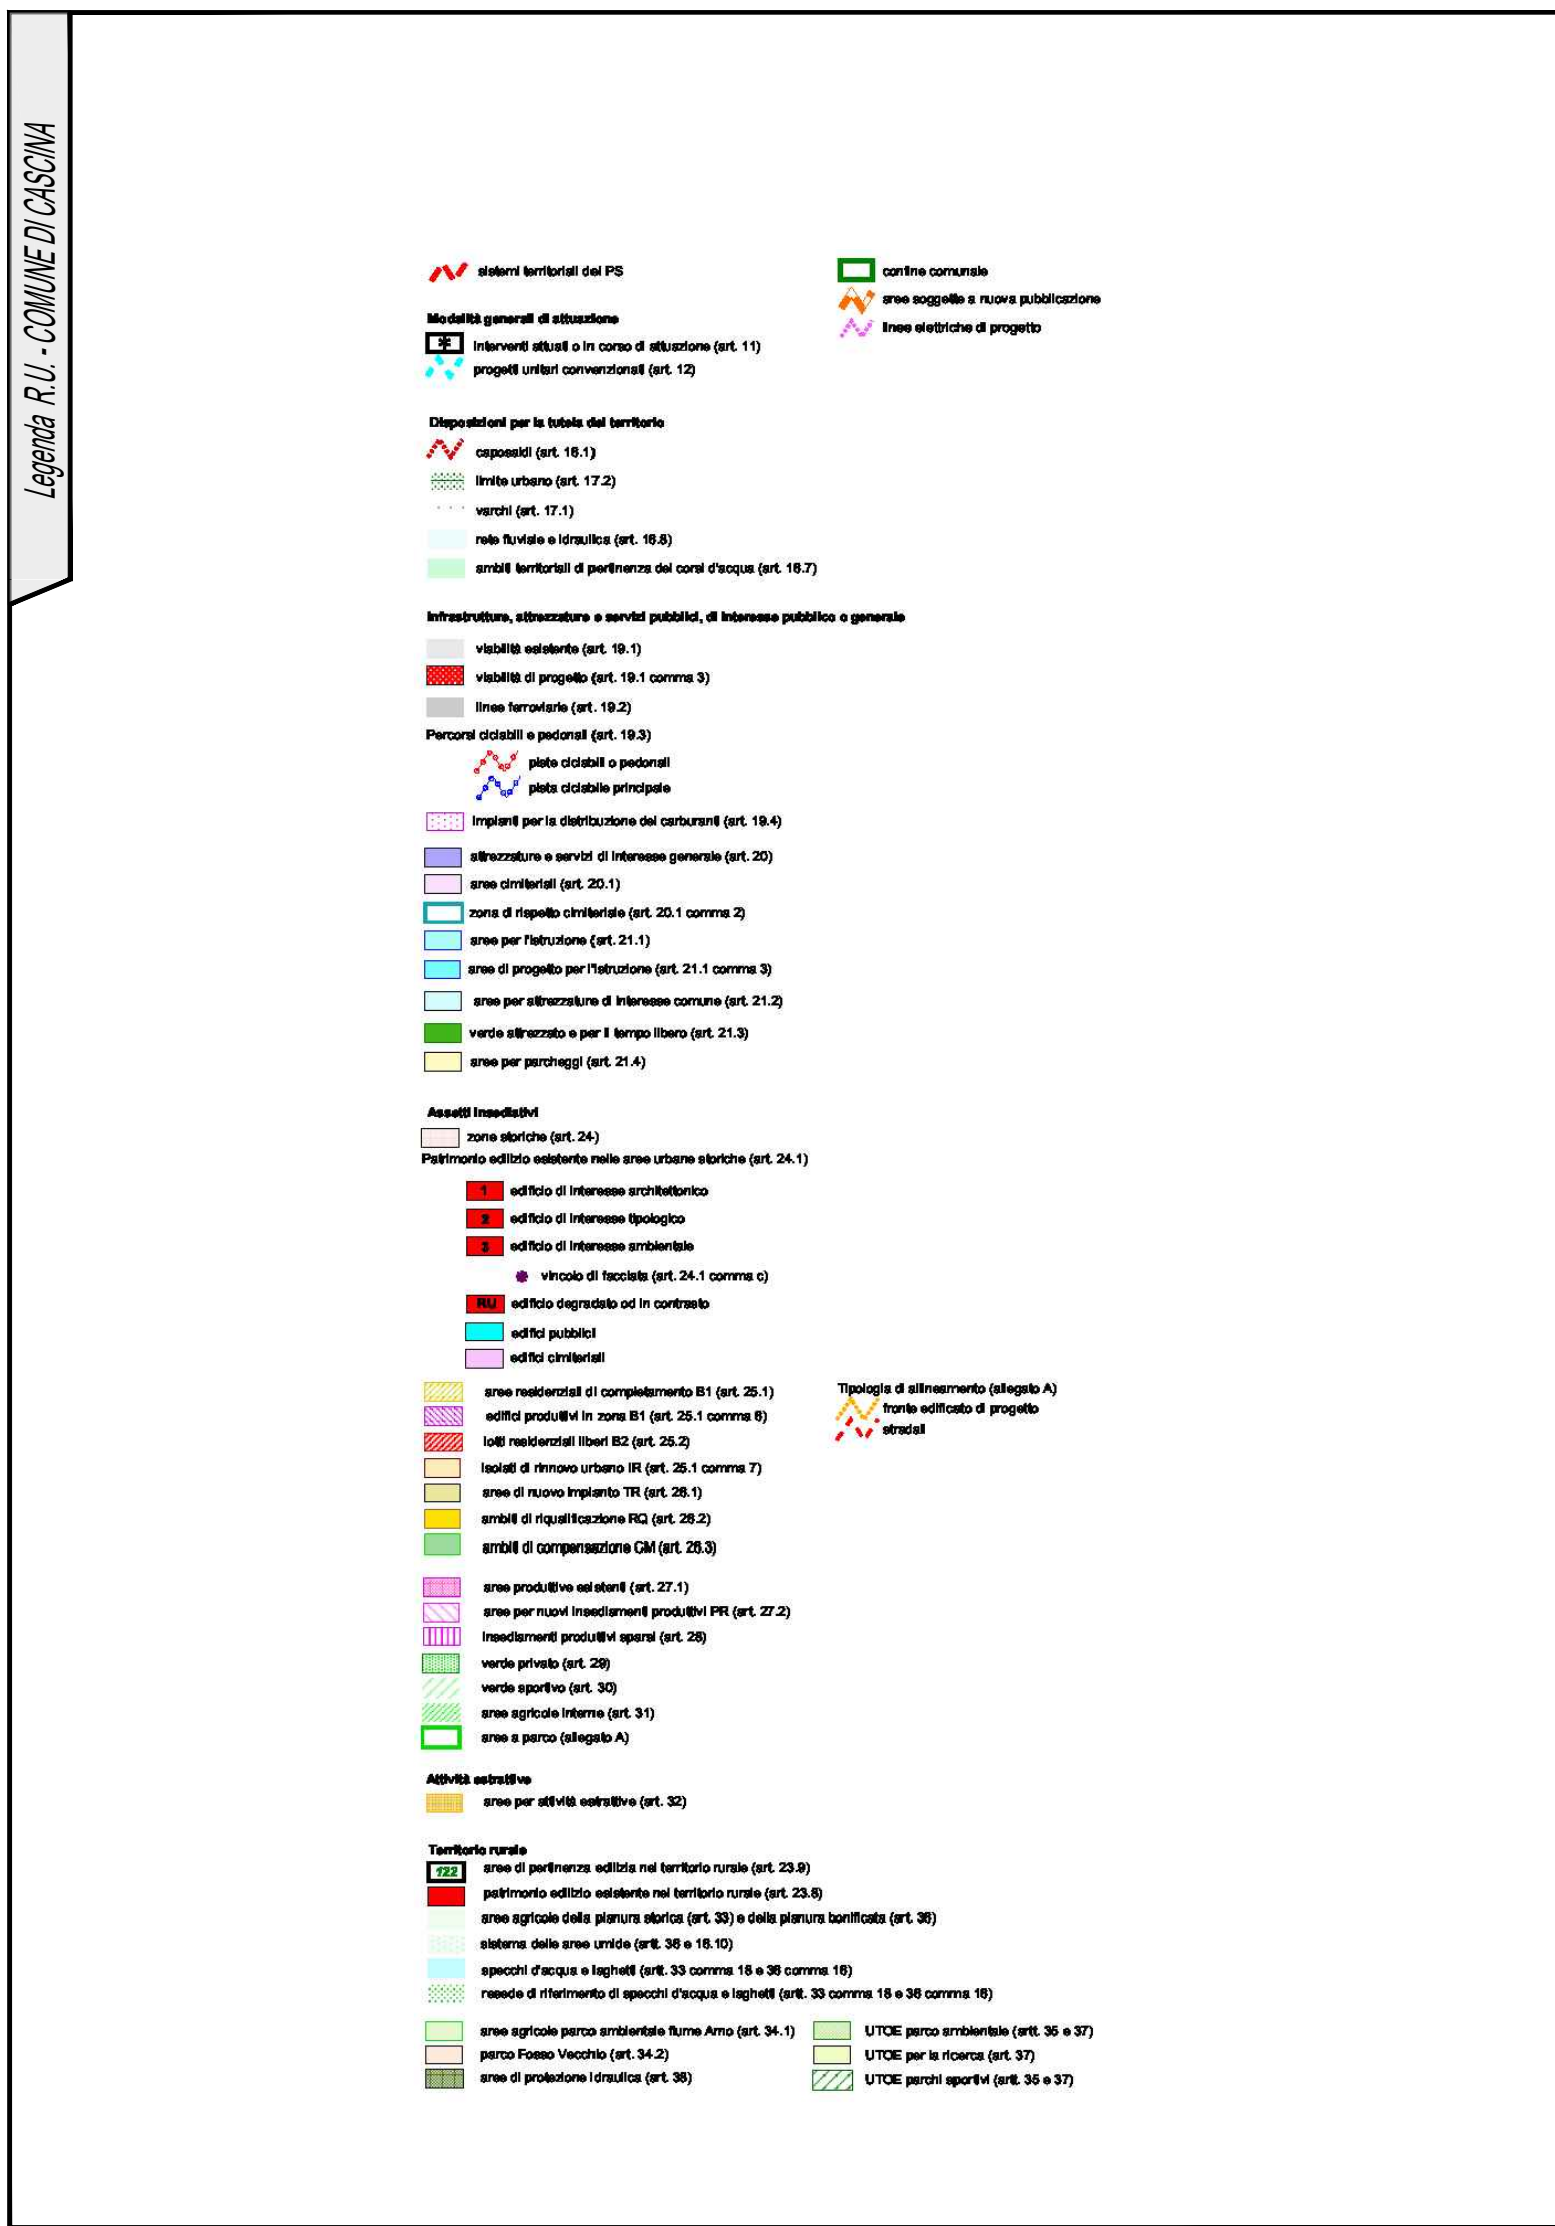 Legenda R.U. - COMUNE DI CASCINA
sistemi territoriali del PS
confine comunale
aree soggette a nuova pubblicazione
linee elettriche di progetto
Modalità generali di attuazione
* interventi attuati o in corso di attuazione (art. 11)
progetti unitari convenzionati (art. 12)
Disposizioni per la tutela del territorio
caposaldi (art. 16.1)
limite urbano (art. 17.2)
varchi (art. 17.1)
rete fluviale e idraulica (art. 16.8)
ambiti territoriali di pertinenza dei corsi d'acqua (art. 16.7)
Infrastrutture, attrezzature e servizi pubblici, di interesse pubblico o generale
viabilità esistente (art. 19.1)
viabilità di progetto (art. 19.1 comma 3)
linee ferroviarie (art. 19.2)
Percorsi ciclabili e pedonali (art. 19.3)
piste ciclabili o pedonali
pista ciclabile principale
impianti per la distribuzione dei carburanti (art. 19.4)
attrezzature e servizi di interesse generale (art. 20)
aree cimiteriali (art. 20.1)
zona di rispetto cimiteriale (art. 20.1 comma 2)
aree per l'istruzione (art. 21.1)
aree di progetto per l'istruzione (art. 21.1 comma 3)
aree per attrezzature di interesse comune (art. 21.2)
verde attrezzato e per il tempo libero (art. 21.3)
aree per parcheggi (art. 21.4)
Assetti insediativi
zone storiche (art. 24)
Patrimonio edilizio esistente nelle aree urbane storiche (art. 24.1)
1 edificio di interesse architettonico
2 edificio di interesse tipologico
3 edificio di interesse ambientale
vincolo di facciata (art. 24.1 comma c)
RU edificio degradato od in contrasto
edifici pubblici
edifici cimiteriali
aree residenziali di completamento B1 (art. 25.1)
edifici produttivi in zona B1 (art. 25.1 comma 6)
lotti residenziali liberi B2 (art. 25.2)
isolati di rinnovo urbano IR (art. 25.1 comma 7)
aree di nuovo impianto TR (art. 26.1)
ambiti di riqualificazione RQ (art. 26.2)
ambiti di compensazione CM (art. 26.3)
Tipologia di allineamento (allegato A)
fronte edificato di progetto
stradali
aree produttive esistenti (art. 27.1)
aree per nuovi insediamenti produttivi PR (art. 27.2)
insediamenti produttivi sparsi (art. 28)
verde privato (art. 29)
verde sportivo (art. 30)
aree agricole interne (art. 31)
aree a parco (allegato A)
Attività estrattive
aree per attività estrattive (art. 32)
Territorio rurale
122 aree di pertinenza edilizia nel territorio rurale (art. 23.9)
patrimonio edilizio esistente nel territorio rurale (art. 23.8)
aree agricole della pianura storica (art. 33) e della pianura bonificata (art. 36)
sistema delle aree umide (artt. 36 e 16.10)
specchi d'acqua e laghetti (artt. 33 comma 18 e 36 comma 16)
resede di riferimento di specchi d'acqua e laghetti (artt. 33 comma 18 e 36 comma 16)
aree agricole parco ambientale fiume Arno (art. 34.1)
parco Fosso Vecchio (art. 34.2)
aree di protezione idraulica (art. 38)
UTOE parco ambientale (artt. 35 e 37)
UTOE per la ricerca (art. 37)
UTOE parchi sportivi (artt. 35 e 37)